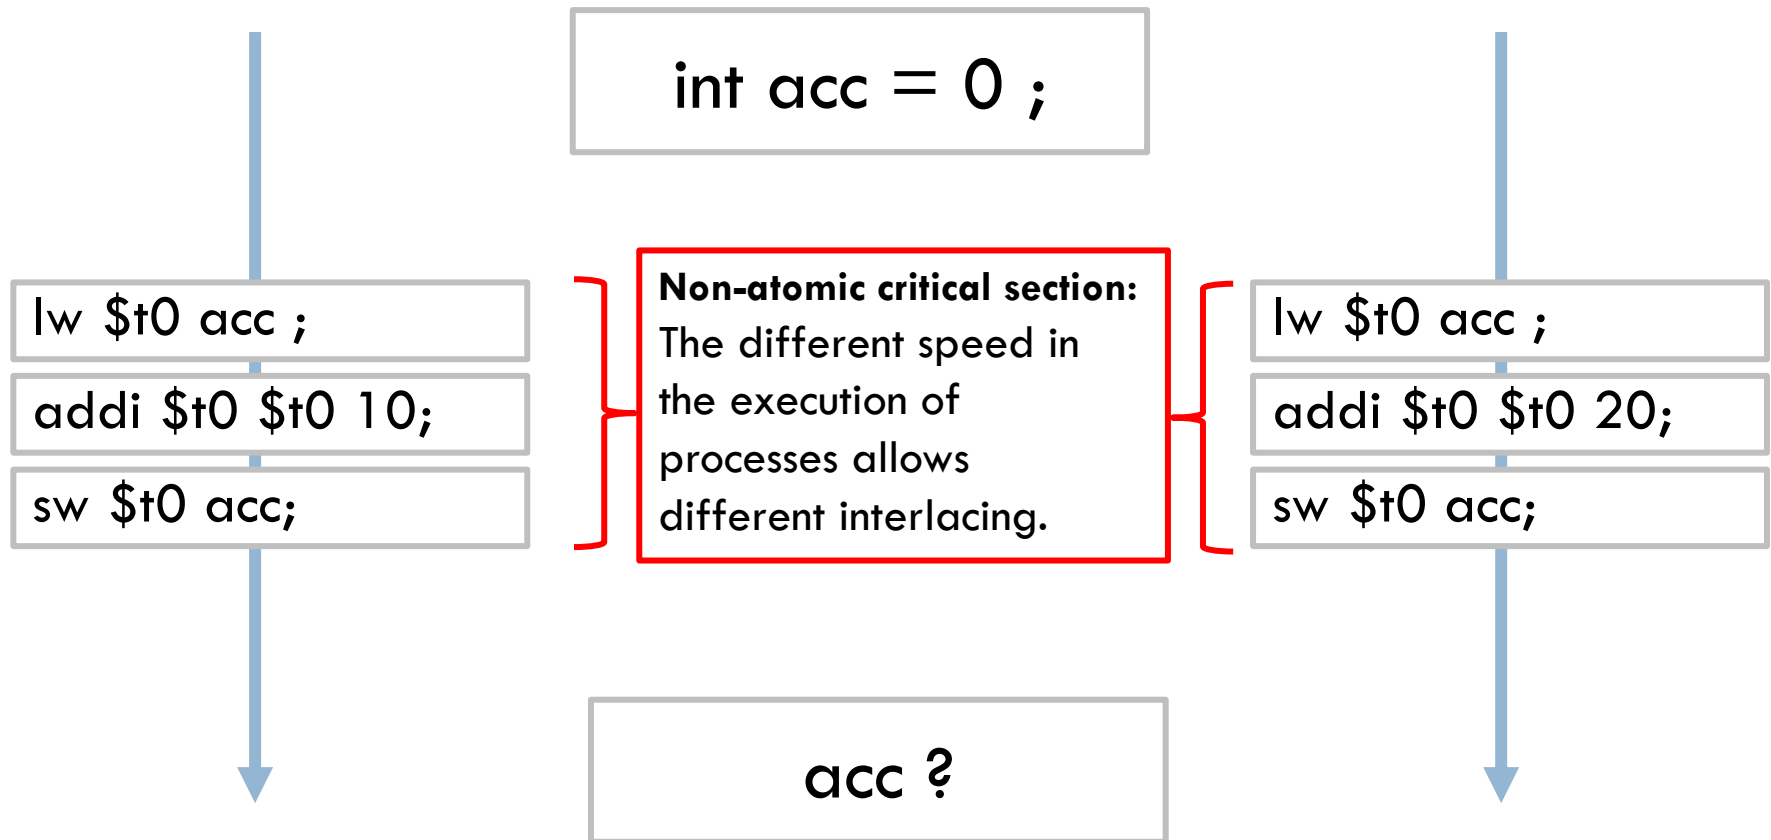 int acc = 0 ;
lw $t0 acc ;
addi $t0 $t0 10;
sw $t0 acc;
Non-atomic critical section:
The different speed in
the execution of
processes allows
different interlacing.
lw $t0 acc ;
addi $t0 $t0 20;
sw $t0 acc;
acc ?